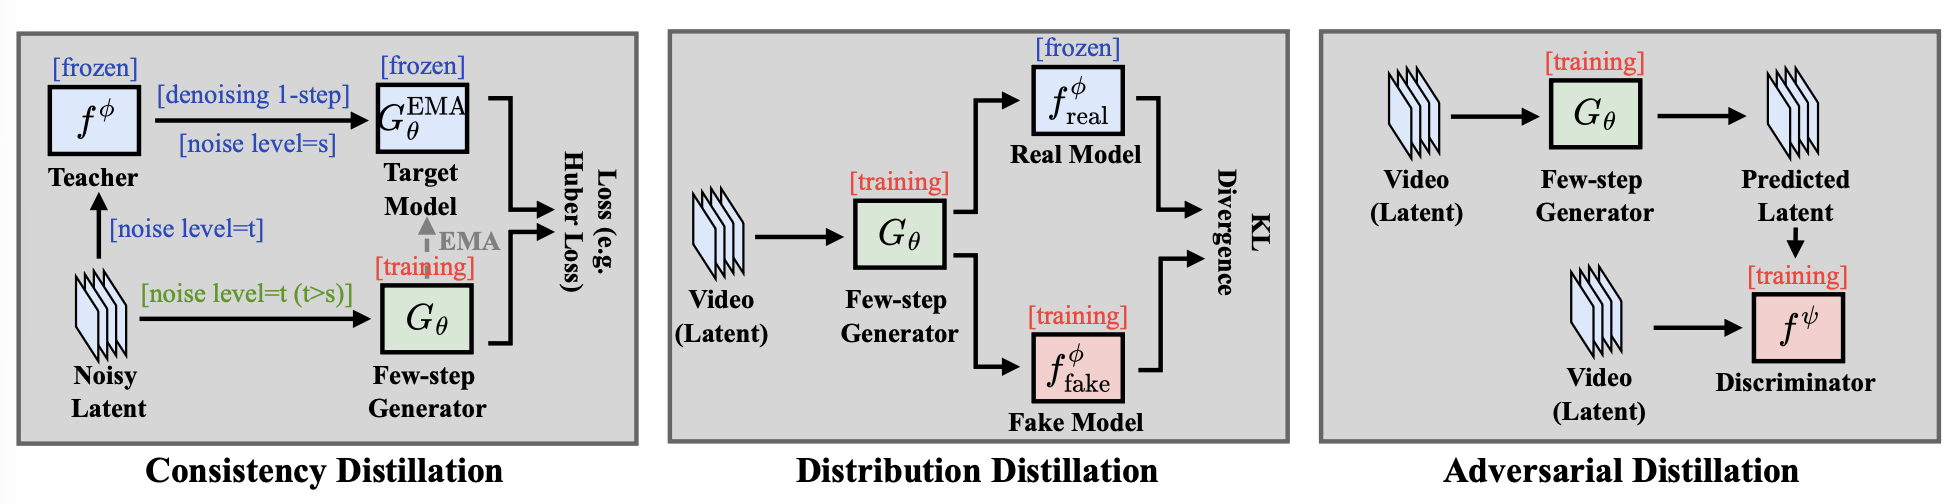 [frozen]
f^ϕ
Teacher
[denoising 1-step]
[noise level=s]
[frozen]
G_θ^EMA
Target
Model
[noise level=t]
EMA
[training]
[noise level=t (t>s)]
G_θ
Noisy
Latent
Few-step
Generator
Loss (e.g.
Huber Loss)
Consistency Distillation
Video
(Latent)
[training]
G_θ
Few-step
Generator
[frozen]
f_real^ϕ
Real Model
[training]
f_fake^ϕ
Fake Model
KL
Divergence
Distribution Distillation
Video
(Latent)
[training]
G_θ
Few-step
Generator
Predicted
Latent
Video
(Latent)
[training]
f^ψ
Discriminator
Adversarial Distillation